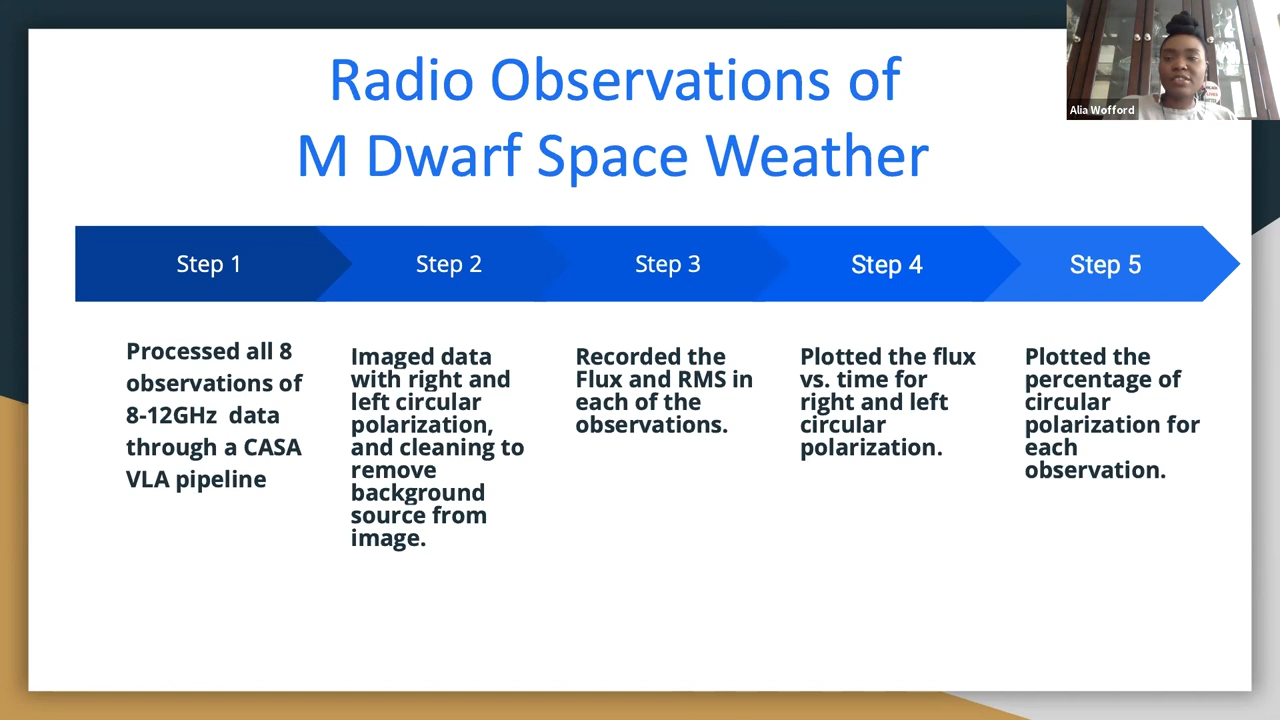 Radio Observations of
M Dwarf Space Weather
Alia Wofford
Step 1
Step 2
Step 3
Step 4
Step 5
Processed all 8
observations of
8-12GHz data
through a CASA
VLA pipeline
Imaged data
with right and
left circular
polarization,
and cleaning to
remove
background
source from
image.
Recorded the
Flux and RMS in
each of the
observations.
Plotted the flux
vs. time for
right and left
circular
polarization.
Plotted the
percentage of
circular
polarization for
each
observation.